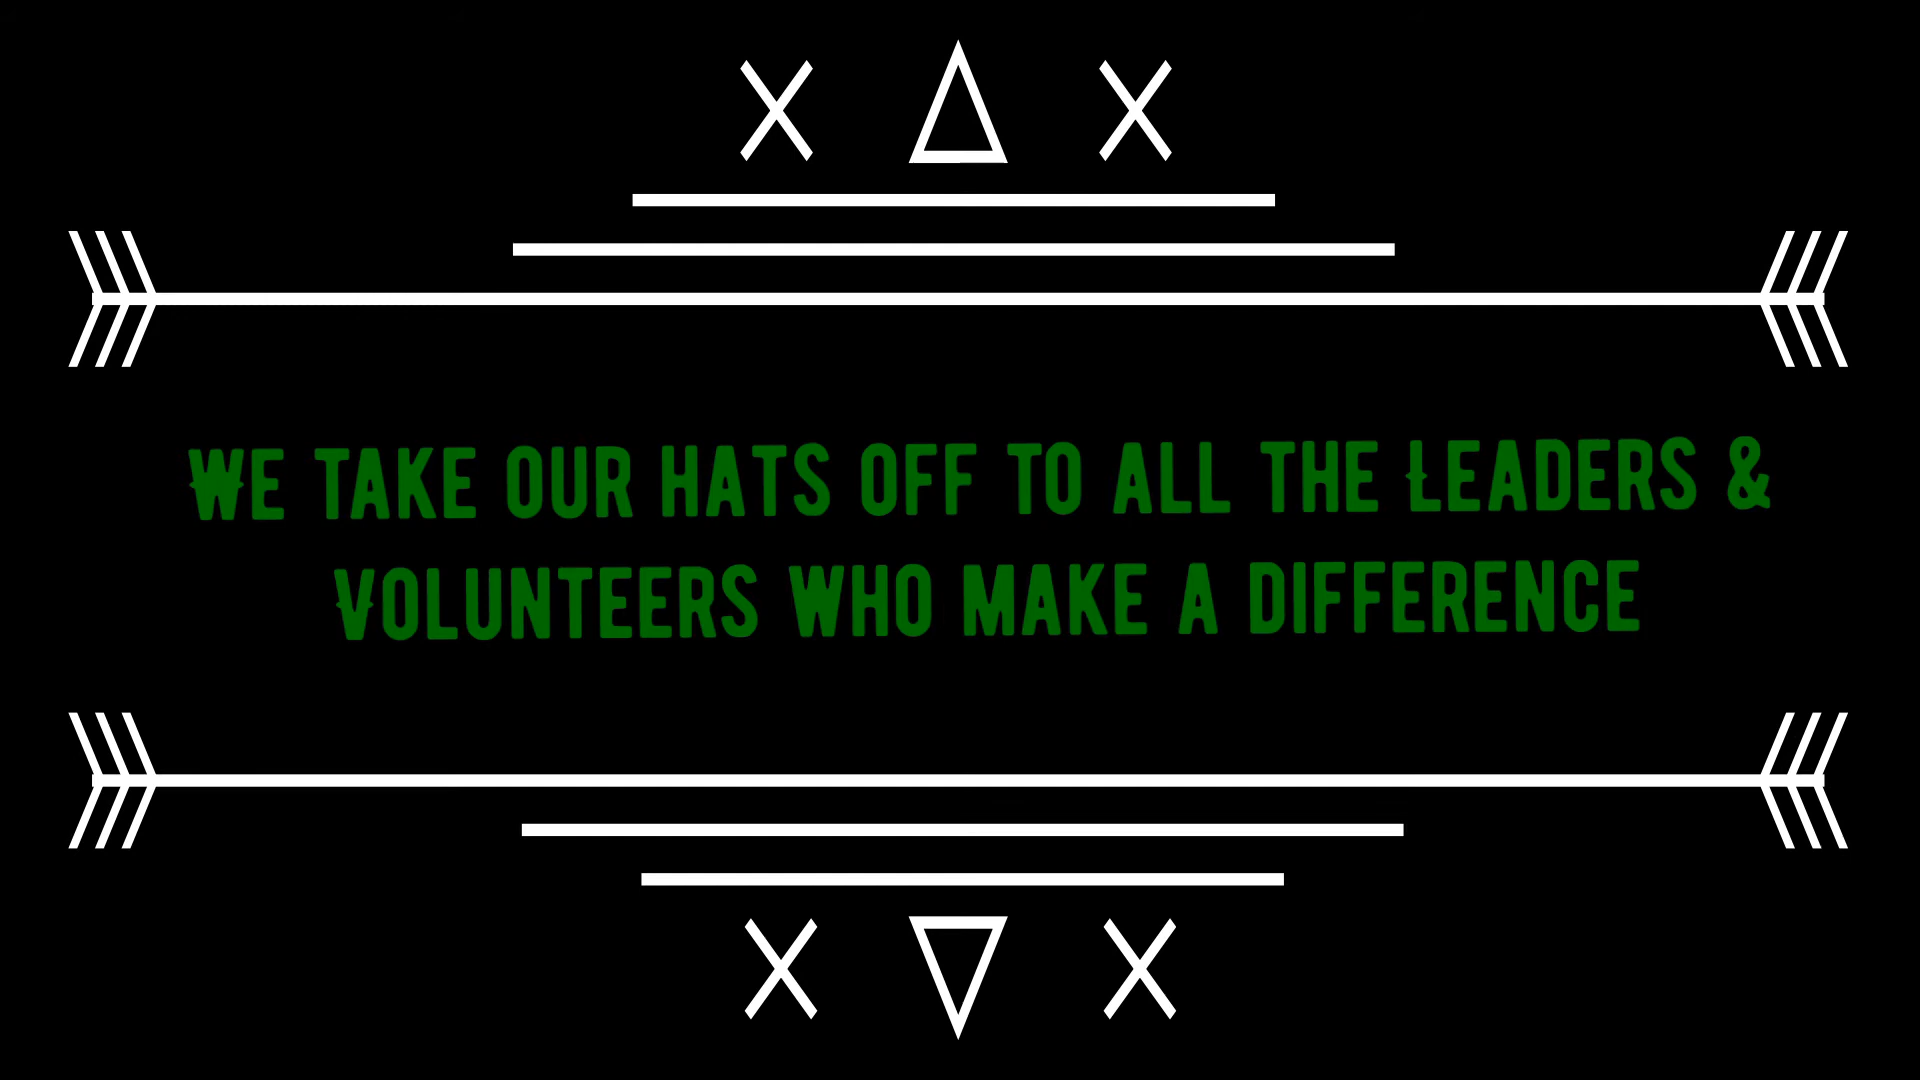 X Δ X
WE TAKE OUR HATS OFF TO ALL THE LEADERS &
VOLUNTEERS WHO MAKE A DIFFERENCE
X ∇ X